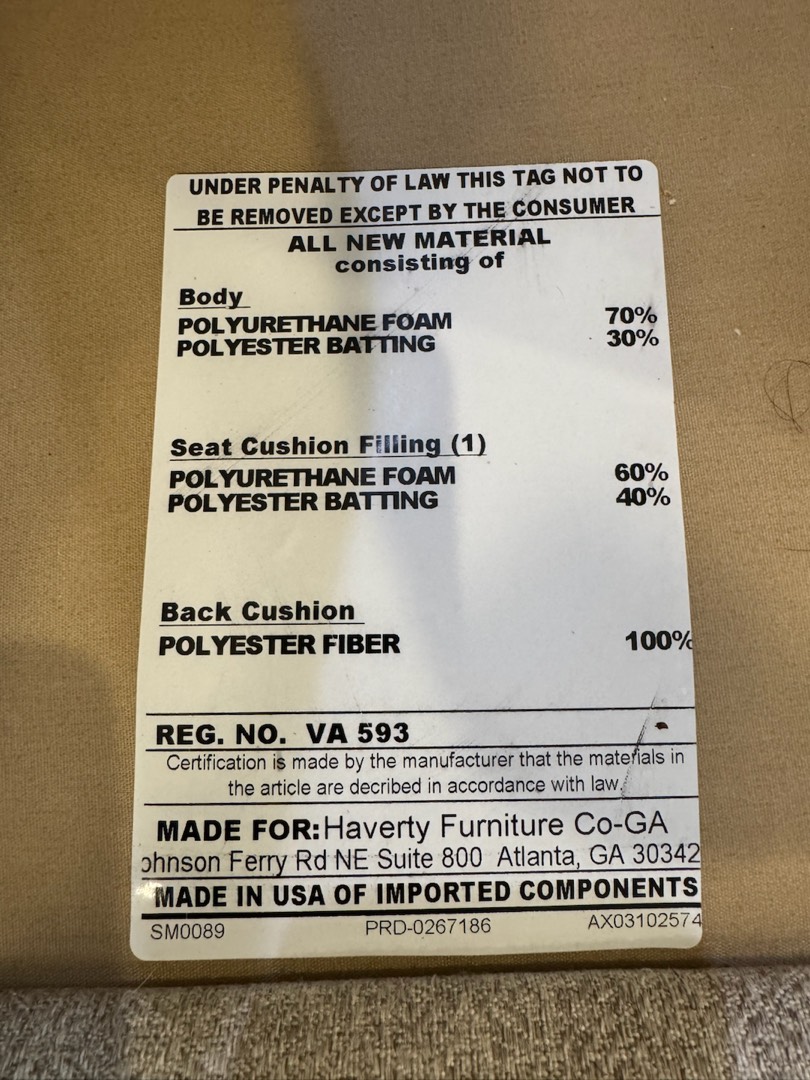 UNDER PENALTY OF LAW THIS TAG NOT TO
BE REMOVED EXCEPT BY THE CONSUMER
ALL NEW MATERIAL
consisting of
Body
POLYURETHANE FOAM 70%
POLYESTER BATTING 30%
Seat Cushion Filling (1)
POLYURETHANE FOAM 60%
POLYESTER BATTING 40%
Back Cushion
POLYESTER FIBER 100%
REG. NO. VA 593
Certification is made by the manufacturer that the materials in
the article are decribed in accordance with law.
MADE FOR: Haverty Furniture Co-GA
ohnson Ferry Rd NE Suite 800 Atlanta, GA 30342
MADE IN USA OF IMPORTED COMPONENTS
SM0089 PRD-0267186 AX03102574